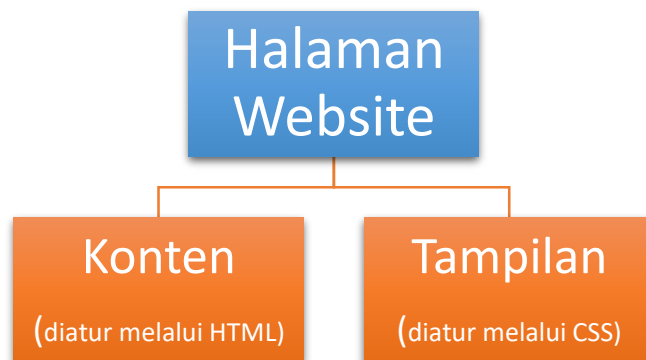 Halaman
Website
Konten
(diatur melalui HTML)
Tampilan
(diatur melalui CSS)